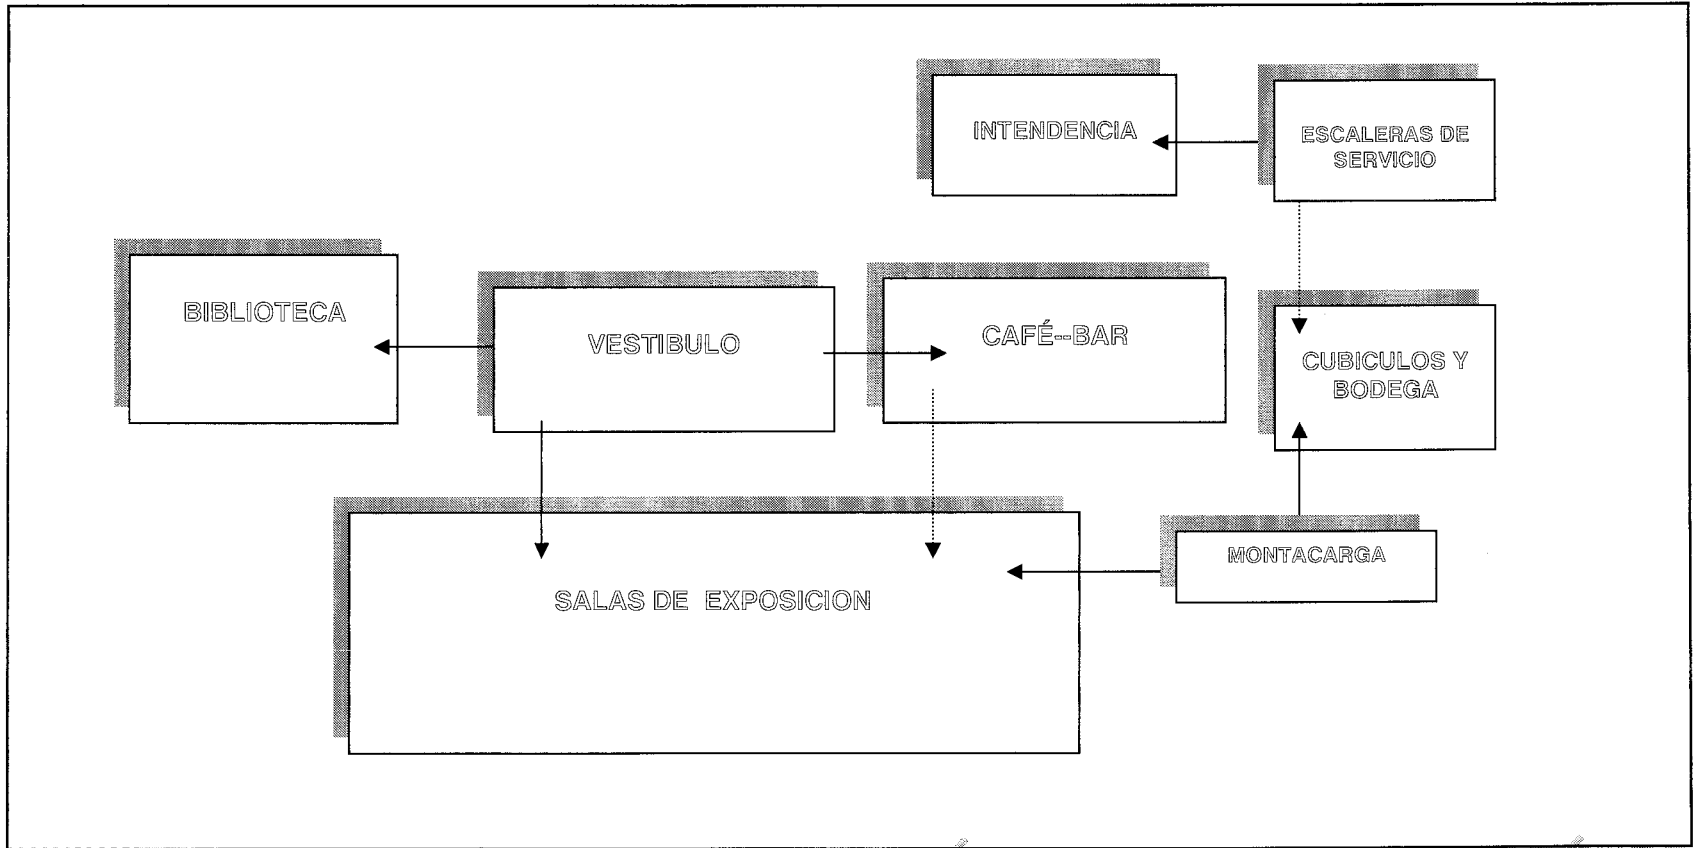 INTENDENCIA
ESCALERAS DE
SERVICIO
BIBLIOTECA
VESTIBULO
CAFÉ--BAR
CUBICULOS Y
BODEGA
MONTACARGA
SALAS DE EXPOSICION